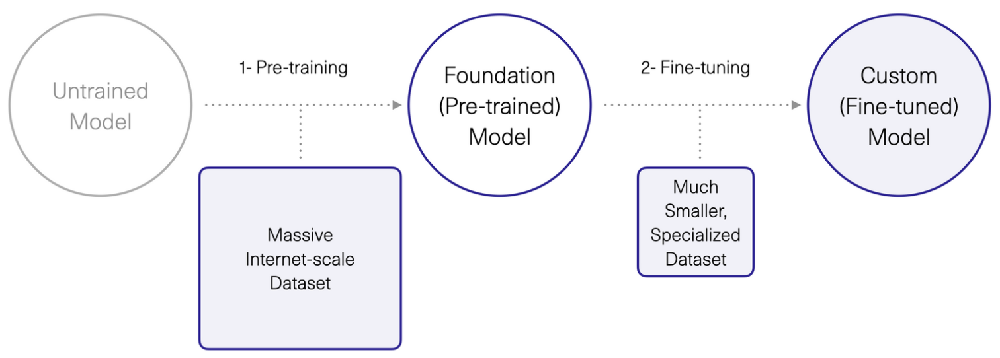 Untrained
Model
1- Pre-training
Massive
Internet-scale
Dataset
Foundation
(Pre-trained)
Model
2- Fine-tuning
Much
Smaller,
Specialized
Dataset
Custom
(Fine-tuned)
Model